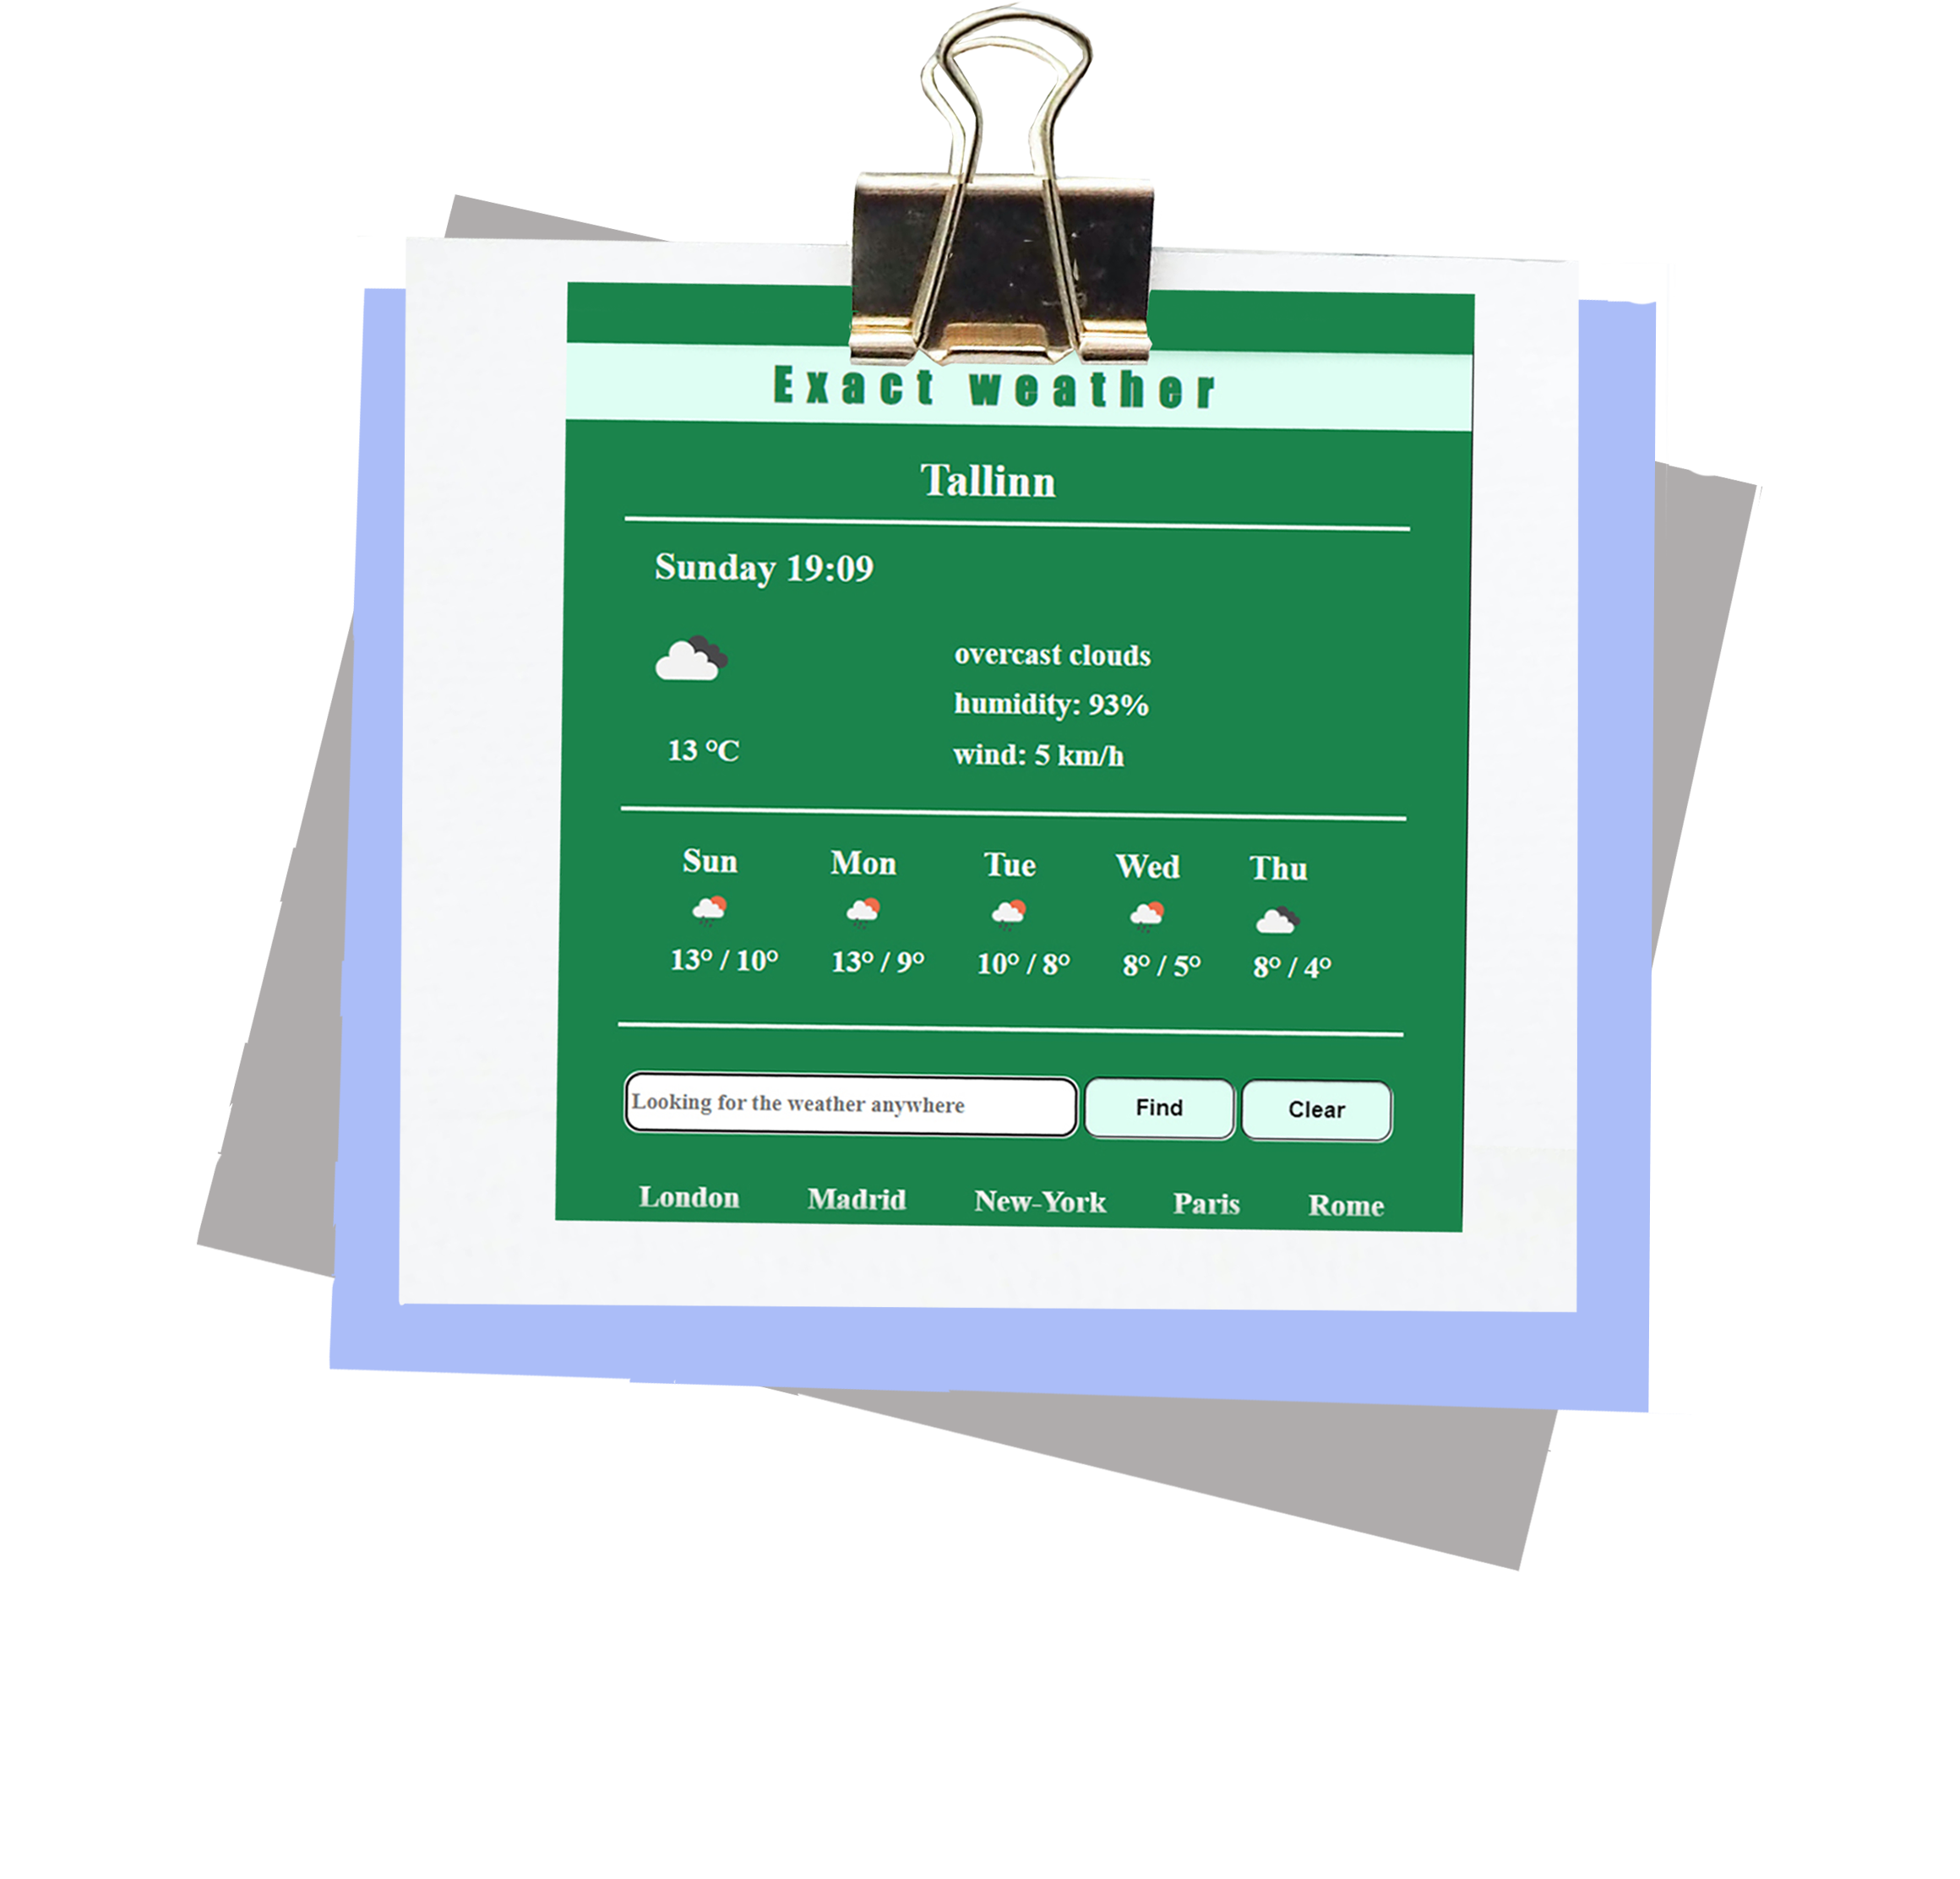 Exact weather
Tallinn
Sunday 19:09
overcast clouds
humidity: 93%
13 °C
wind: 5 km/h
Sun Mon Tue Wed Thu
13° / 10° 13° / 9° 10° / 8° 8° / 5° 8° / 4°
Looking for the weather anywhere Find Clear
London Madrid New-York Paris Rome